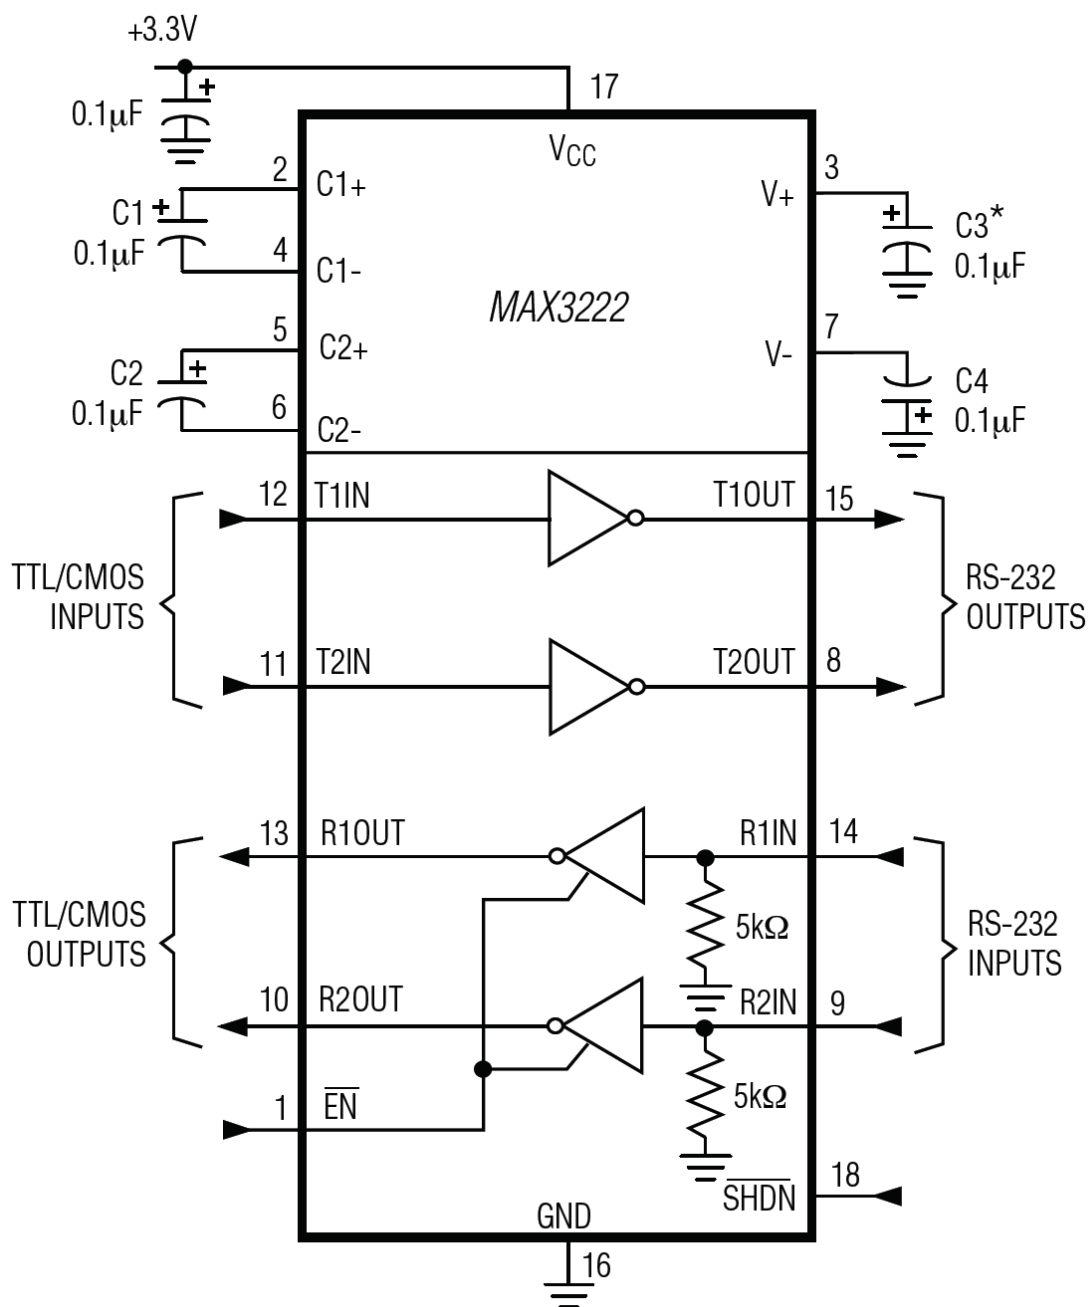 +3.3V
0.1µF
17
VCC
2
C1+
C1
0.1µF
4
C1-
3
V+
C3*
0.1µF
MAX3222
5
C2+
C2
0.1µF
6
C2-
7
V-
C4
0.1µF
12
T1IN
T1OUT
15
TTL/CMOS
INPUTS
RS-232
OUTPUTS
11
T2IN
T2OUT
8
13
R1OUT
R1IN
14
5kΩ
TTL/CMOS
OUTPUTS
RS-232
INPUTS
10
R2OUT
R2IN
9
5kΩ
1
E̅N̅
S̅H̅D̅N̅
18
GND
16